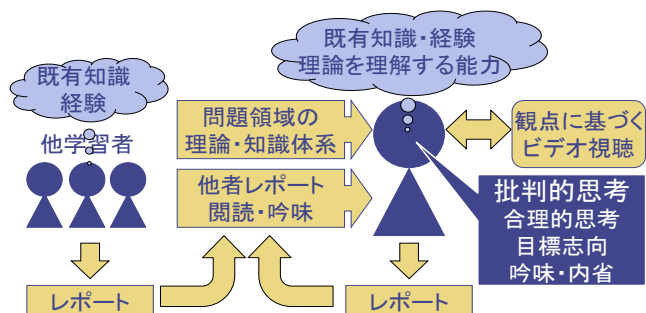 既有知識
経験
他学習者
レポート
既有知識・経験
理論を理解する能力
問題領域の
理論・知識体系
他者レポート
閲読・吟味
観点に基づく
ビデオ視聴
批判的思考
合理的思考
目標志向
吟味・内省
レポート